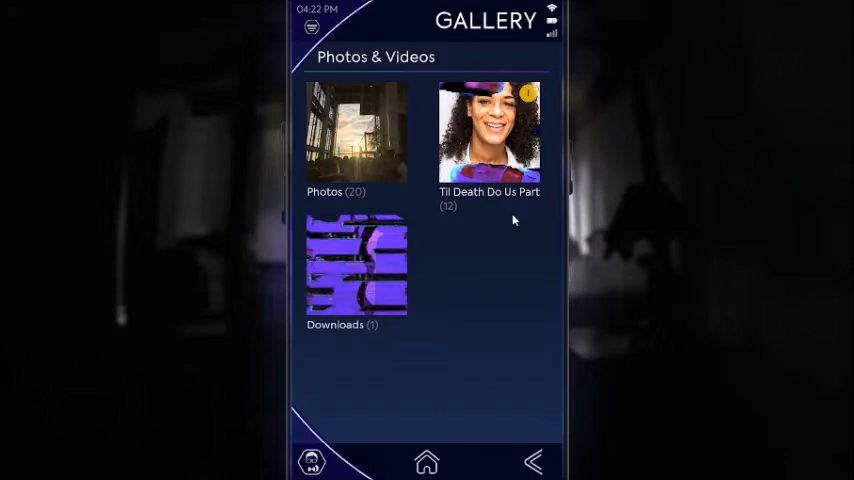 04:22 PM
GALLERY
Photos & Videos
!
Photos (20)
Til Death Do Us Part
(12)
Downloads (1)